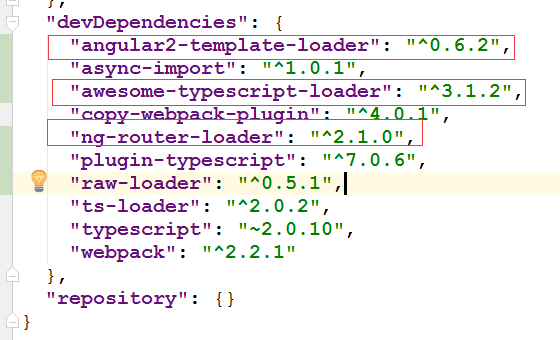 },
"devDependencies": {
"angular2-template-loader": "^0.6.2",
"async-import": "^1.0.1",
"awesome-typescript-loader": "^3.1.2",
"copy-webpack-plugin": "^4.0.1",
"ng-router-loader": "^2.1.0",
"plugin-typescript": "^7.0.6",
"raw-loader": "^0.5.1",
"ts-loader": "^2.0.2",
"typescript": "~2.0.10",
"webpack": "^2.2.1"
},
"repository": {}
}